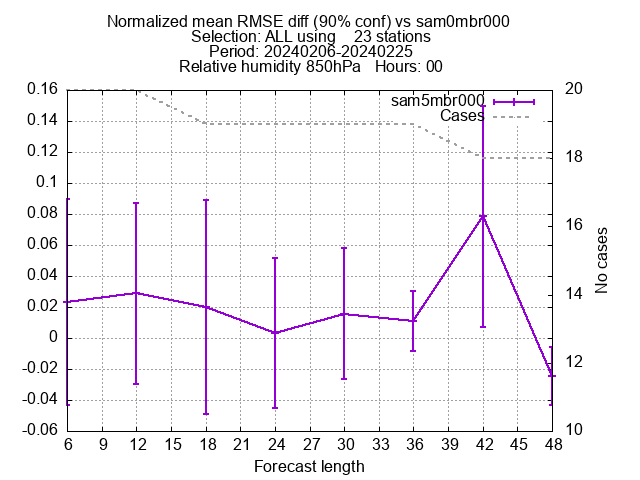 Normalized mean RMSE diff (90% conf) vs sam0mbr000
Selection: ALL using    23 stations
Period: 20240206-20240225
Relative humidity 850hPa   Hours: 00
sam5mbr000
Cases
0.16
0.14
0.12
0.1
0.08
0.06
0.04
0.02
0
-0.02
-0.04
-0.06
20
18
16
14
12
10
No cases
6 9 12 15 18 21 24 27 30 33 36 39 42 45 48
Forecast length